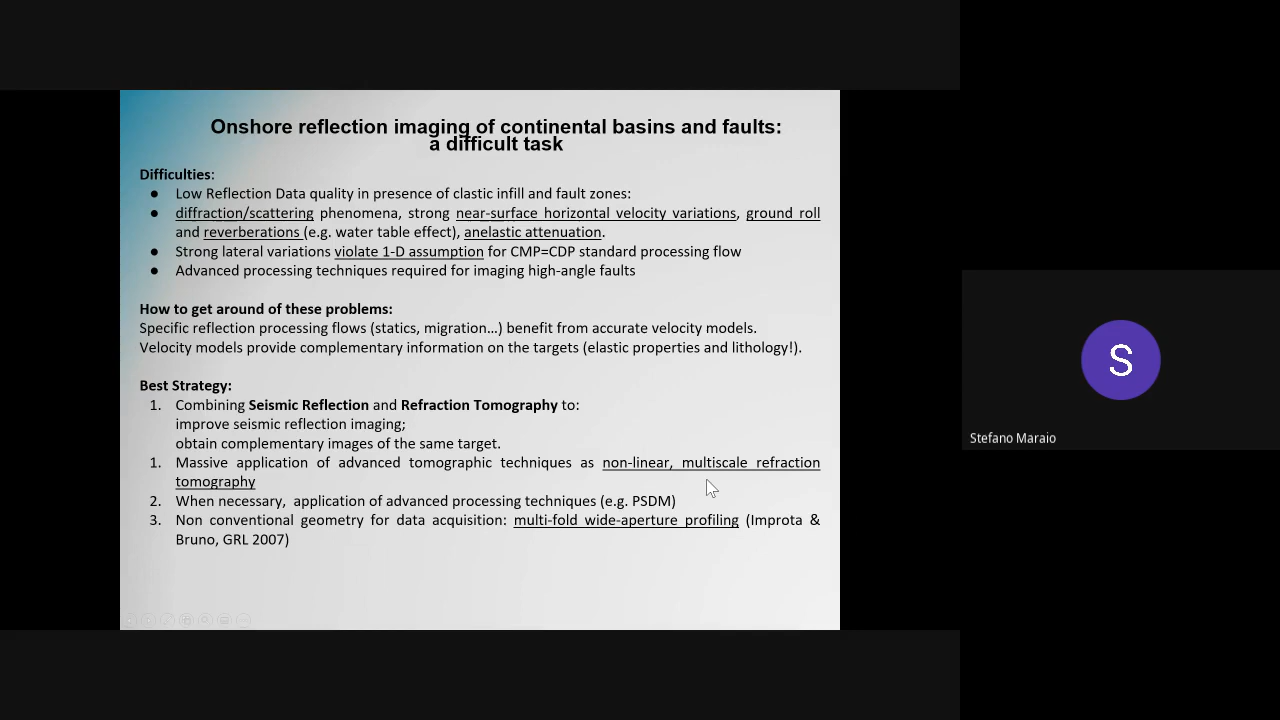 Onshore reflection imaging of continental basins and faults:
a difficult task
Difficulties:
● Low Reflection Data quality in presence of clastic infill and fault zones:
● diffraction/scattering phenomena, strong near-surface horizontal velocity variations, ground roll
and reverberations (e.g. water table effect), anelastic attenuation.
● Strong lateral variations violate 1-D assumption for CMP=CDP standard processing flow
● Advanced processing techniques required for imaging high-angle faults
How to get around of these problems:
Specific reflection processing flows (statics, migration…) benefit from accurate velocity models.
Velocity models provide complementary information on the targets (elastic properties and lithology!).
Best Strategy:
1. Combining Seismic Reflection and Refraction Tomography to:
improve seismic reflection imaging;
obtain complementary images of the same target.
1. Massive application of advanced tomographic techniques as non-linear, multiscale refraction
tomography
2. When necessary, application of advanced processing techniques (e.g. PSDM)
3. Non conventional geometry for data acquisition: multi-fold wide-aperture profiling (Improta &
Bruno, GRL 2007)
S
Stefano Maraio